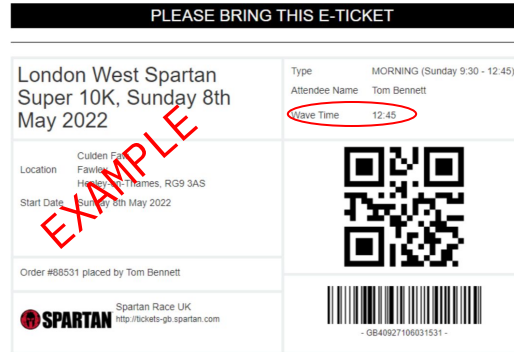 PLEASE BRING THIS E-TICKET
London West Spartan
Super 10K, Sunday 8th
May 2022
Location
Culden Faw
Fawley
Henley-on-Thames, RG9 3AS
Start Date Sunday 8th May 2022
EXAMPLE
Order #88531 placed by Tom Bennett
SPARTAN
Spartan Race UK
http://tickets-gb.spartan.com
Type MORNING (Sunday 9:30 - 12:45)
Attendee Name Tom Bennett
Wave Time 12:45
- GB40927106031531 -